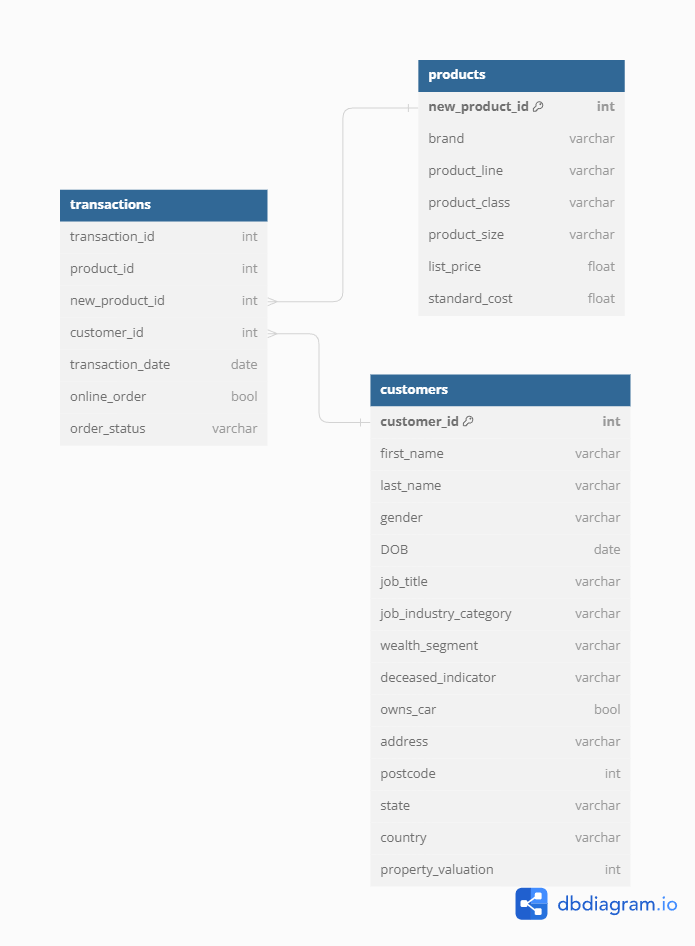 products
new_product_id int
brand varchar
product_line varchar
product_class varchar
product_size varchar
list_price float
standard_cost float
transactions
transaction_id int
product_id int
new_product_id int
customer_id int
transaction_date date
online_order bool
order_status varchar
customers
customer_id int
first_name varchar
last_name varchar
gender varchar
DOB date
job_title varchar
job_industry_category varchar
wealth_segment varchar
deceased_indicator varchar
owns_car bool
address varchar
postcode int
state varchar
country varchar
property_valuation int
dbdiagram.io